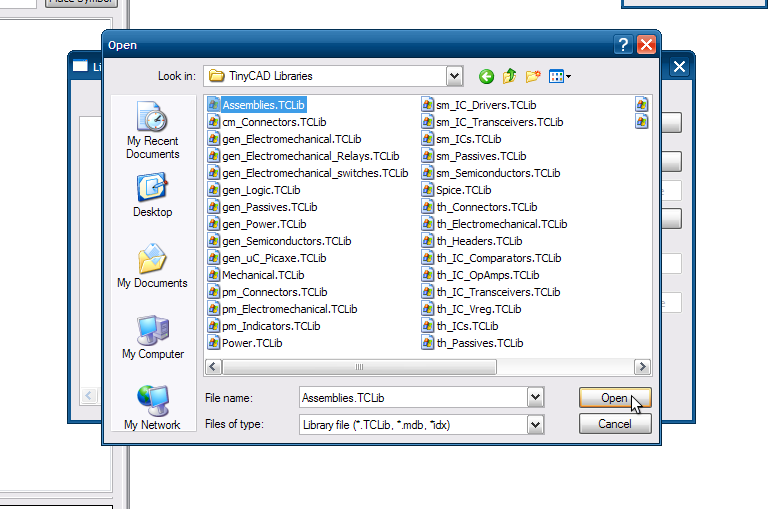 Place Symbol
Li
Open
Look in:
TinyCAD Libraries
My Recent
Documents
Desktop
My Documents
My Computer
My Network
Assemblies.TCLib
cm_Connectors.TCLib
gen_Electromechanical.TCLib
gen_Electromechanical_Relays.TCLib
gen_Electromechanical_switches.TCLib
gen_Logic.TCLib
gen_Passives.TCLib
gen_Power.TCLib
gen_Semiconductors.TCLib
gen_uC_Picaxe.TCLib
Mechanical.TCLib
pm_Connectors.TCLib
pm_Electromechanical.TCLib
pm_Indicators.TCLib
Power.TCLib
sm_IC_Drivers.TCLib
sm_IC_Transceivers.TCLib
sm_ICs.TCLib
sm_Passives.TCLib
sm_Semiconductors.TCLib
Spice.TCLib
th_Connectors.TCLib
th_Electromechanical.TCLib
th_Headers.TCLib
th_IC_Comparators.TCLib
th_IC_OpAmps.TCLib
th_IC_Transceivers.TCLib
th_IC_Vreg.TCLib
th_ICs.TCLib
th_Passives.TCLib
File name:
Assemblies.TCLib
Open
Files of type:
Library file (*.TCLib, *.mdb, *idx)
Cancel